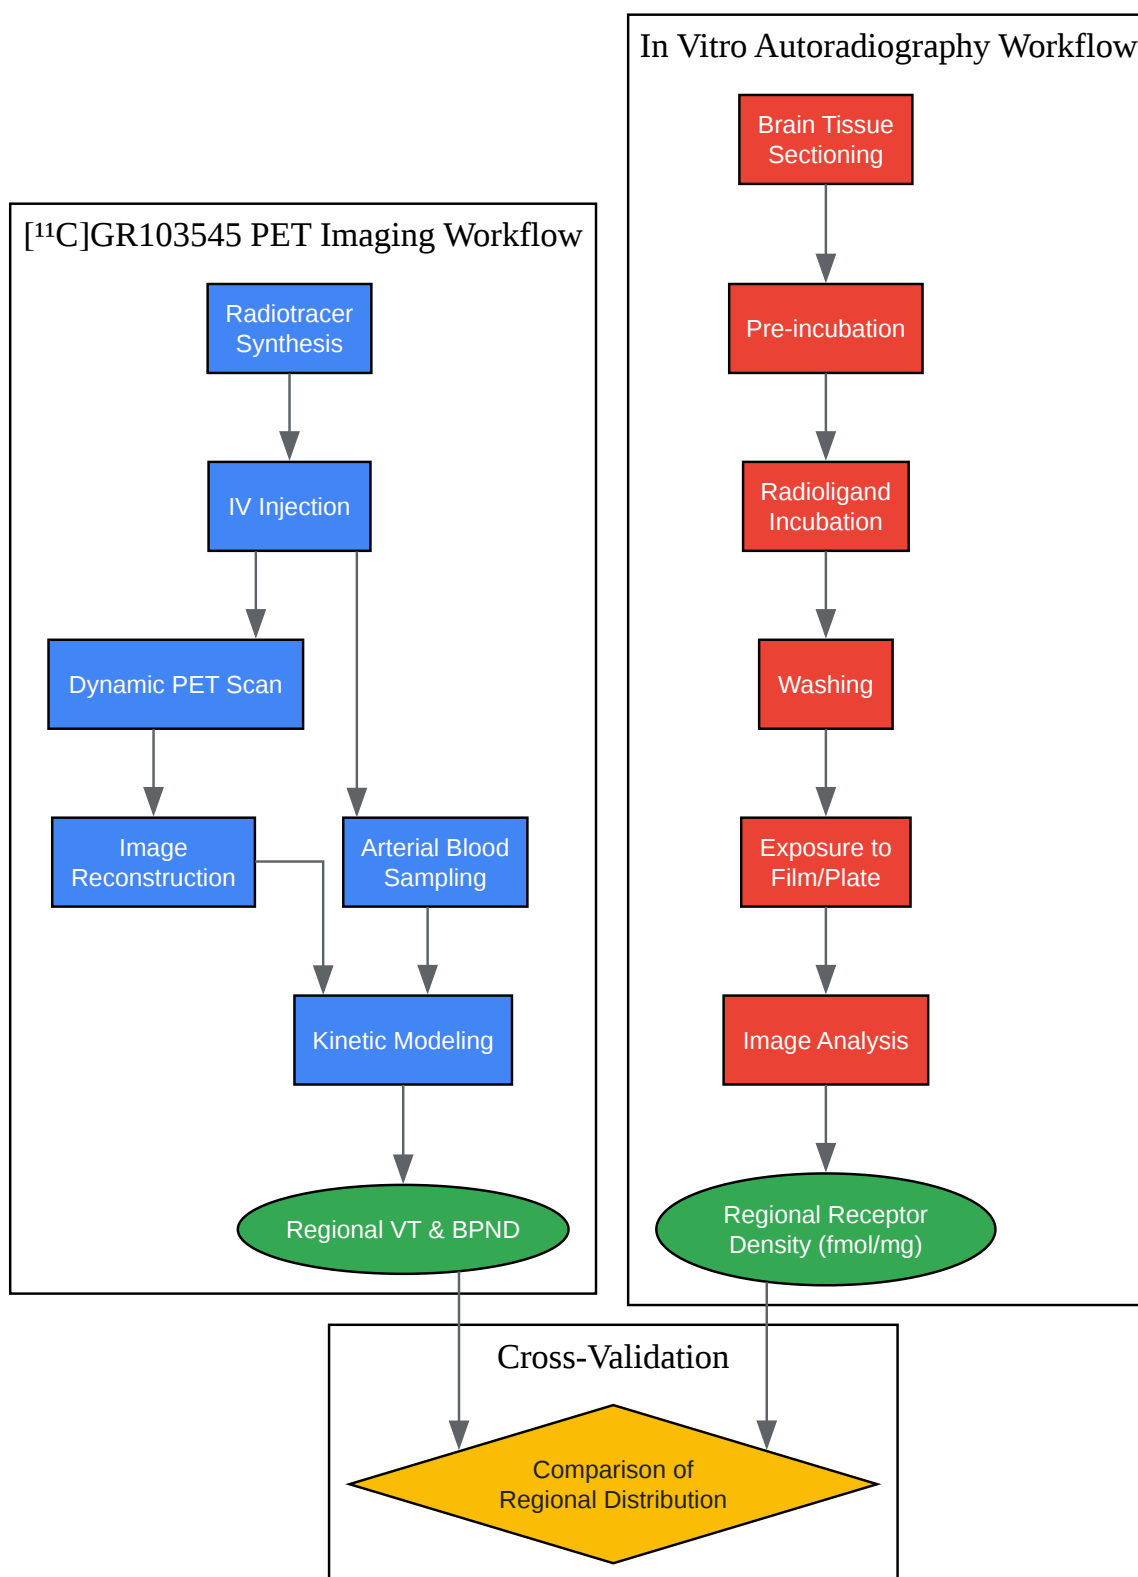 [¹¹C]GR103545 PET Imaging Workflow
Radiotracer
Synthesis
IV Injection
Dynamic PET Scan
Image
Reconstruction
Arterial Blood
Sampling
Kinetic Modeling
Regional VT & BPND
In Vitro Autoradiography Workflow
Brain Tissue
Sectioning
Pre-incubation
Radioligand
Incubation
Washing
Exposure to
Film/Plate
Image Analysis
Regional Receptor
Density (fmol/mg)
Cross-Validation
Comparison of
Regional Distribution